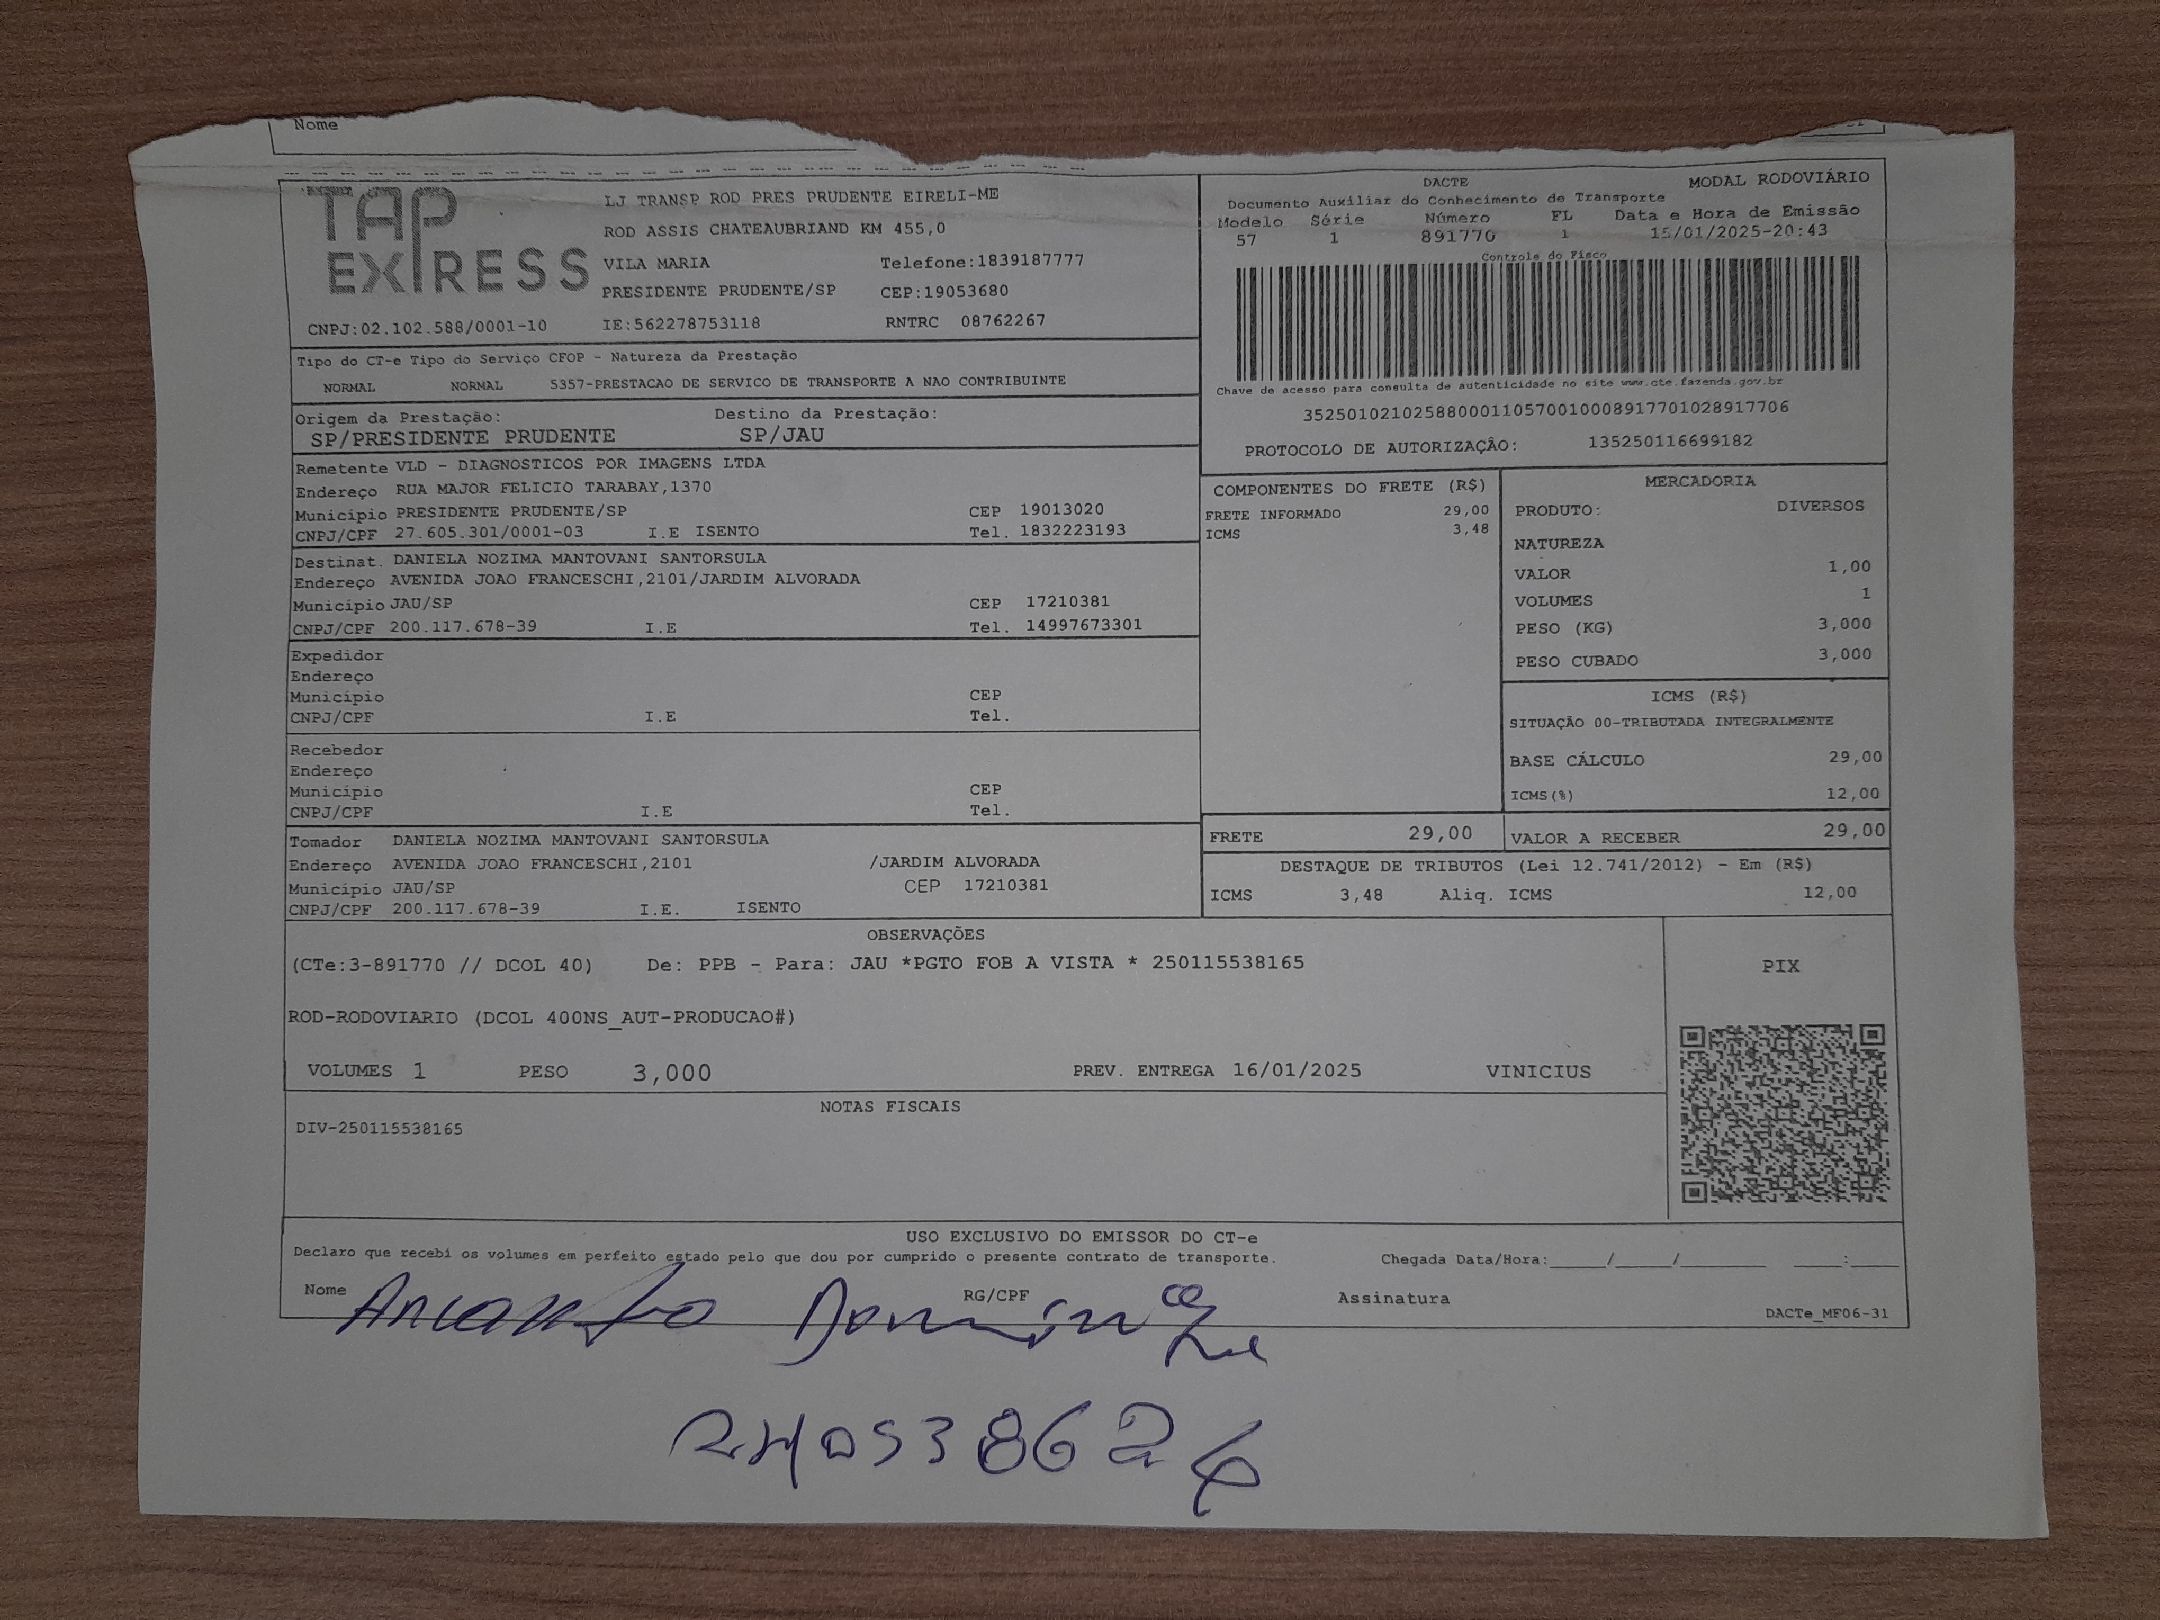 Nome
TAP EXPRESS
LJ TRANSP ROD PRES PRUDENTE EIRELI-ME
ROD ASSIS CHATEAUBRIAND KM 455,0
VILA MARIA Telefone:1839187777
PRESIDENTE PRUDENTE/SP CEP:19053680
CNPJ:02.102.588/0001-10 IE:562278753118 RNTRC 08762267
DACTE MODAL RODOVIÁRIO
Documento Auxiliar do Conhecimento de Transporte
Modelo Série Número FL Data e Hora de Emissão
57 1 891770 1 15/01/2025-20:43
Controle do Fisco
Chave de acesso para consulta de autenticidade no site www.cte.fazenda.gov.br
35250102102588000110570010008917701028917706
PROTOCOLO DE AUTORIZAÇÃO: 135250116699182
Tipo do CT-e Tipo do Serviço CFOP - Natureza da Prestação
NORMAL NORMAL 5357-PRESTACAO DE SERVICO DE TRANSPORTE A NAO CONTRIBUINTE
Origem da Prestação: Destino da Prestação:
SP/PRESIDENTE PRUDENTE SP/JAU
Remetente VLD - DIAGNOSTICOS POR IMAGENS LTDA
Endereço RUA MAJOR FELICIO TARABAY,1370
Município PRESIDENTE PRUDENTE/SP CEP 19013020
CNPJ/CPF 27.605.301/0001-03 I.E ISENTO Tel. 1832223193
Destinat. DANIELA NOZIMA MANTOVANI SANTORSULA
Endereço AVENIDA JOAO FRANCESCHI,2101/JARDIM ALVORADA
Município JAU/SP CEP 17210381
CNPJ/CPF 200.117.678-39 I.E Tel. 14997673301
Expedidor
Endereço
Município CEP
CNPJ/CPF I.E Tel.
Recebedor
Endereço
Município CEP
CNPJ/CPF I.E Tel.
Tomador DANIELA NOZIMA MANTOVANI SANTORSULA
Endereço AVENIDA JOAO FRANCESCHI,2101 /JARDIM ALVORADA
Município JAU/SP CEP 17210381
CNPJ/CPF 200.117.678-39 I.E. ISENTO
COMPONENTES DO FRETE (R$)
FRETE INFORMADO 29,00
ICMS 3,48
MERCADORIA
PRODUTO: DIVERSOS
NATUREZA
VALOR 1,00
VOLUMES 1
PESO (KG) 3,000
PESO CUBADO 3,000
ICMS (R$)
SITUAÇÃO 00-TRIBUTADA INTEGRALMENTE
BASE CÁLCULO 29,00
ICMS(%) 12,00
FRETE 29,00 VALOR A RECEBER 29,00
DESTAQUE DE TRIBUTOS (Lei 12.741/2012) - Em (R$)
ICMS 3,48 Aliq. ICMS 12,00
OBSERVAÇÕES
(CTe:3-891770 // DCOL 40) De: PPB - Para: JAU *PGTO FOB A VISTA * 250115538165
ROD-RODOVIARIO (DCOL 400NS_AUT-PRODUCAO#)
VOLUMES 1 PESO 3,000 PREV. ENTREGA 16/01/2025 VINICIUS
PIX
NOTAS FISCAIS
DIV-250115538165
USO EXCLUSIVO DO EMISSOR DO CT-e
Declaro que recebi os volumes em perfeito estado pelo que dou por cumprido o presente contrato de transporte. Chegada Data/Hora:_____/_____/________ ____:____
Nome RG/CPF Assinatura
DACTe_MF06-31